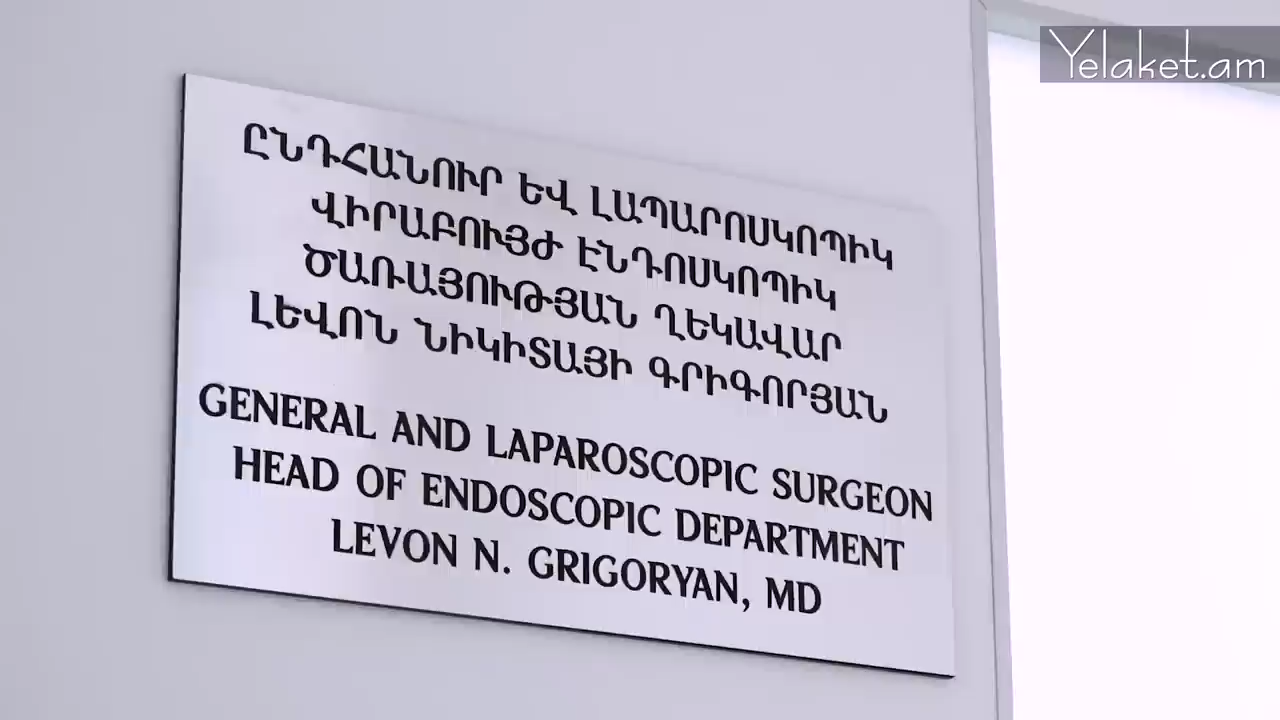 Yelaket.am
ԸՆԴՀԱՆՈՒՐ ԵՎ ԼԱՊԱՐՈՍԿՈՊԻԿ
ՎԻՐԱԲՈՒՅԺ ԷՆԴՈՍԿՈՊԻԿ
ԾԱՌԱՅՈՒԹՅԱՆ ՂԵԿԱՎԱՐ
ԼԵՎՈՆ ՆԻԿԻՏԱՅԻ ԳՐԻԳՈՐՅԱՆ
GENERAL AND LAPAROSCOPIC SURGEON
HEAD OF ENDOSCOPIC DEPARTMENT
LEVON N. GRIGORYAN, MD